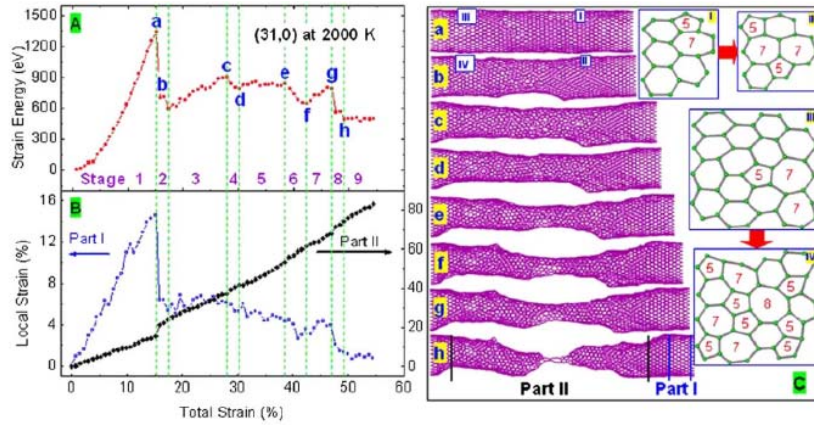 A
1500
1200
900
600
300
0
Strain Energy (eV)
(31,0) at 2000 K
a
b
c
d
e
f
g
h
Stage 1 2 3 4 5 6 7 8 9
B
16
12
8
4
0
Local Strain (%)
Part I
Part II
80
60
40
20
0
0 10 20 30 40 50 60
Total Strain (%)
III
I
a
IV
II
b
c
d
e
f
g
h
Part II
Part I
I
5
7
II
5
7 7
5
III
5 7
7
IV
5
7
5
8
5
5
7
5
5
7
C